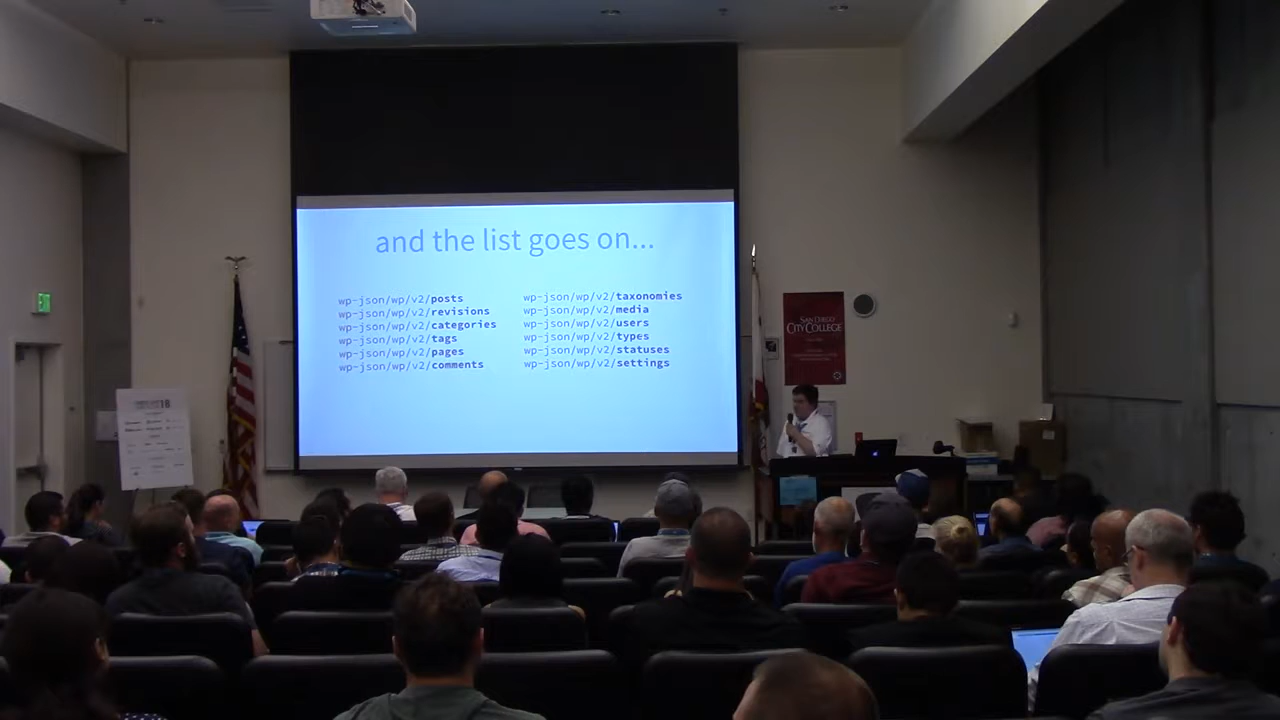 and the list goes on...
wp-json/wp/v2/posts
wp-json/wp/v2/revisions
wp-json/wp/v2/categories
wp-json/wp/v2/tags
wp-json/wp/v2/pages
wp-json/wp/v2/comments
wp-json/wp/v2/taxonomies
wp-json/wp/v2/media
wp-json/wp/v2/users
wp-json/wp/v2/types
wp-json/wp/v2/statuses
wp-json/wp/v2/settings
SAN DIEGO
CITY COLLEGE